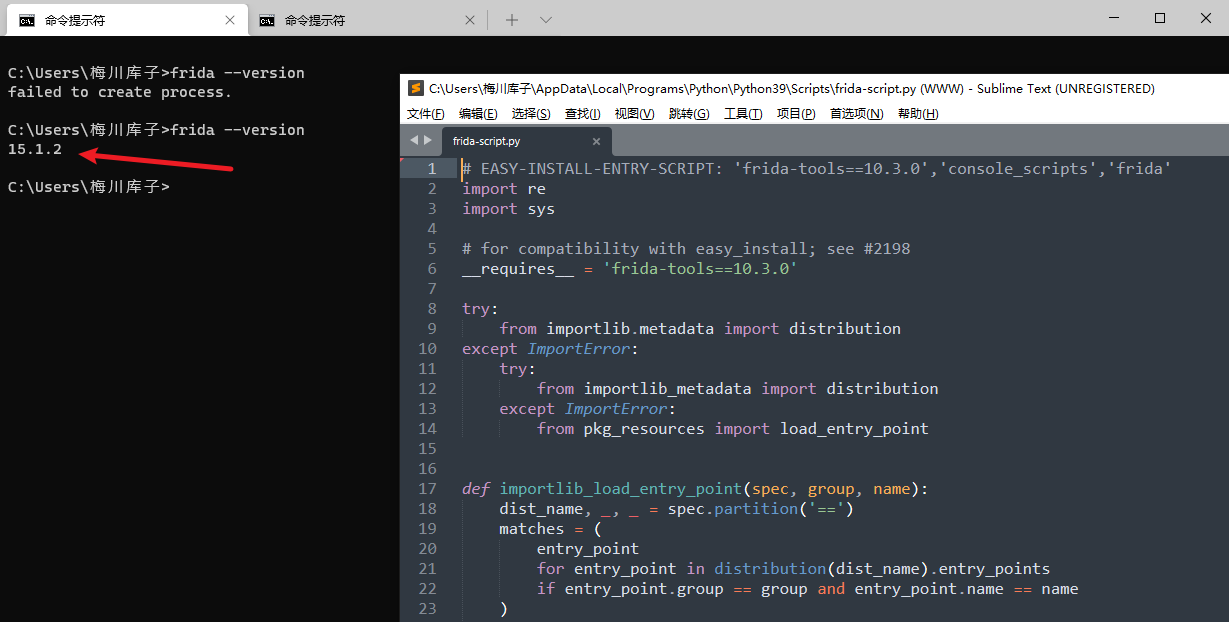 命令提示符
命令提示符
C:\Users\梅川库子>frida --version
failed to create process.
C:\Users\梅川库子>frida --version
15.1.2
C:\Users\梅川库子>
C:\Users\梅川库子\AppData\Local\Programs\Python\Python39\Scripts\frida-script.py (WWW) - Sublime Text (UNREGISTERED)
文件(F) 编辑(E) 选择(S) 查找(I) 视图(V) 跳转(G) 工具(T) 项目(P) 首选项(N) 帮助(H)
frida-script.py
1 # EASY-INSTALL-ENTRY-SCRIPT: 'frida-tools==10.3.0','console_scripts','frida'
2 import re
3 import sys
4
5 # for compatibility with easy_install; see #2198
6 __requires__ = 'frida-tools==10.3.0'
7
8 try:
9 from importlib.metadata import distribution
10 except ImportError:
11 try:
12 from importlib_metadata import distribution
13 except ImportError:
14 from pkg_resources import load_entry_point
15
16
17 def importlib_load_entry_point(spec, group, name):
18 dist_name, _, _ = spec.partition('==')
19 matches = (
20 entry_point
21 for entry_point in distribution(dist_name).entry_points
22 if entry_point.group == group and entry_point.name == name
23 )